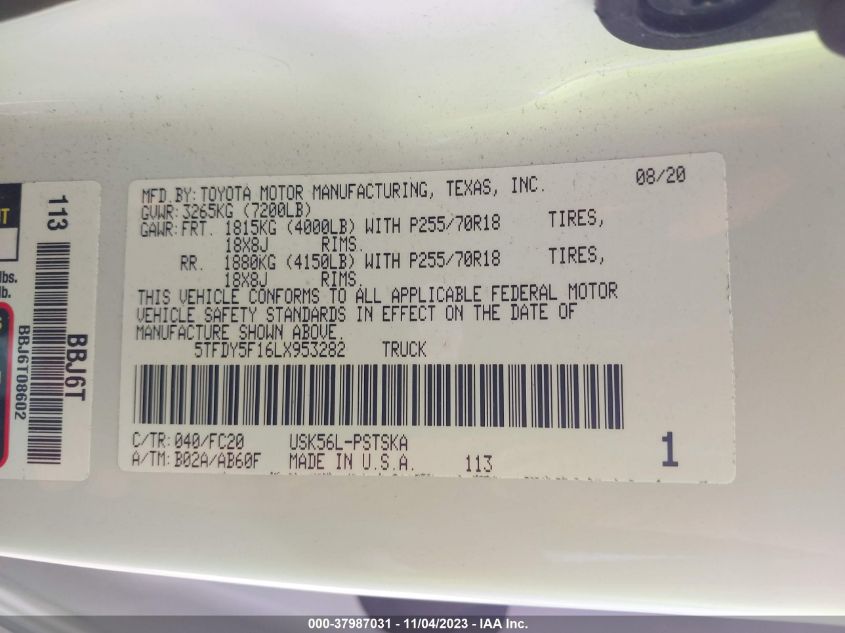 08/20
MFD.BY:TOYOTA MOTOR MANUFACTURING, TEXAS, INC.
GVWR:3265KG (7200LB)
GAWR:FRT. 1815KG (4000LB) WITH P255/70R18 TIRES,
18X8J RIMS.
RR. 1880KG (4150LB) WITH P255/70R18 TIRES,
18X8J RIMS.
THIS VEHICLE CONFORMS TO ALL APPLICABLE FEDERAL MOTOR
VEHICLE SAFETY STANDARDS IN EFFECT ON THE DATE OF
MANUFACTURE SHOWN ABOVE.
5TFDY5F16LX953282 TRUCK
C/TR:040/FC20 USK56L-PSTSKA
A/TM:B02A/AB60F MADE IN U.S.A. 113
1
113
BBJ6T
BBJ6T08602
lbs.
lb.
000-37987031 - 11/04/2023 - IAA Inc.